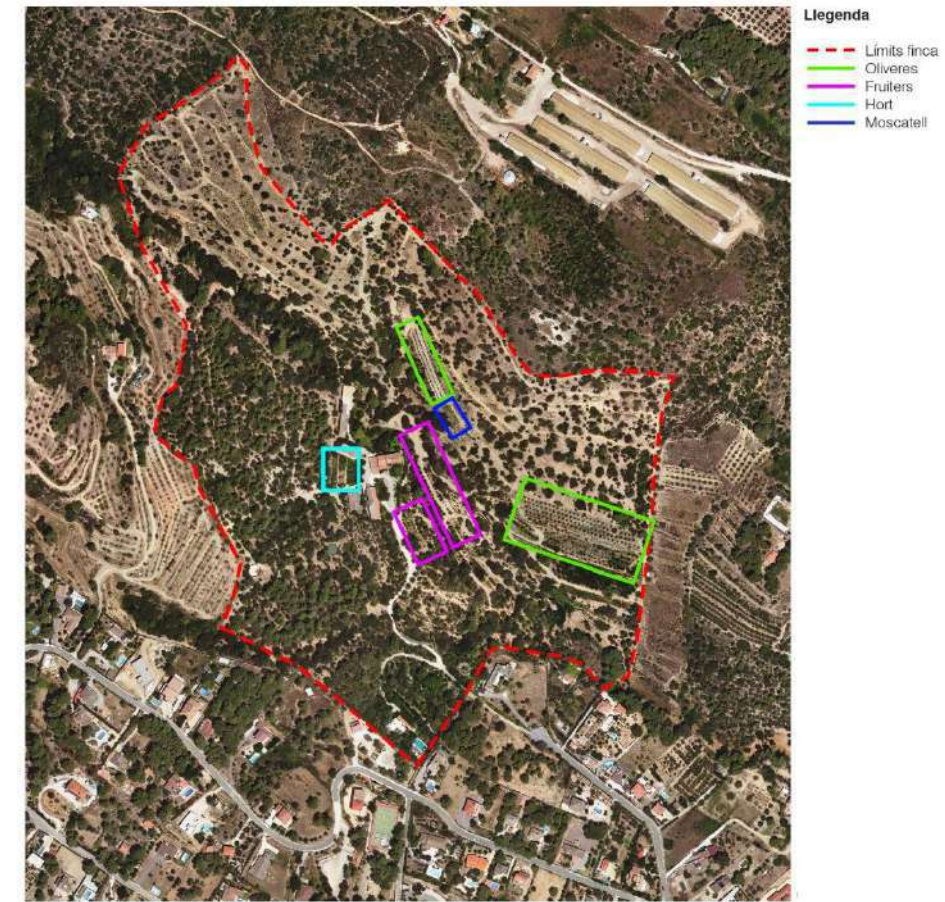 Llegenda
Límits finca
Oliveres
Fruiters
Hort
Moscatell